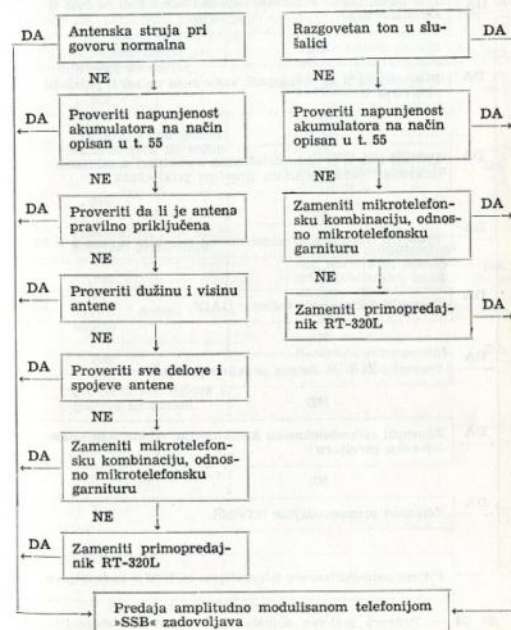 DA
Antenska struja pri
govoru normalna
NE
DA
Proveriti napunjenost
akumulatora na način
opisan u t. 55
NE
DA
Proveriti da li je antena
pravilno priključena
NE
DA
Proveriti dužinu i visinu
antene
NE
DA
Proveriti sve delove i
spojeve antene
NE
DA
Zameniti mikrotelefon-
sku kombinaciju, odnos-
no mikrotelefonsku
garnituru
NE
DA
Zameniti primopredaj-
nik RT-320L
Razgovetan ton u slu-
šalici
DA
NE
Proveriti napunjenost
akumulatora na način
opisan u t. 55
DA
NE
Zameniti mikrotelefon-
sku kombinaciju, odnos-
no mikrotelefonsku
garnituru
DA
NE
Zameniti primopredaj-
nik RT-320L
DA
Predaja amplitudno modulisanom telefonijom
»SSB« zadovoljava